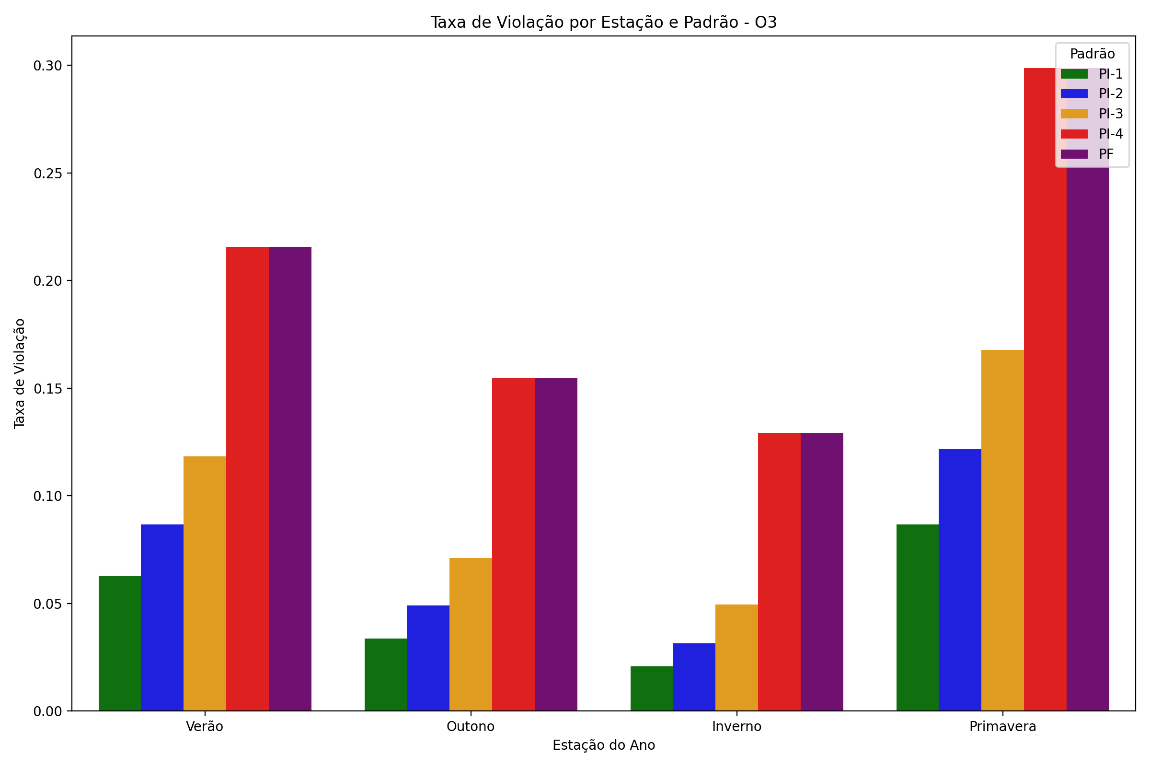 Taxa de Violação por Estação e Padrão - O3
Padrão
PI-1
PI-2
PI-3
PI-4
PF
Taxa de Violação
0.30
0.25
0.20
0.15
0.10
0.05
0.00
Verão
Outono
Inverno
Primavera
Estação do Ano